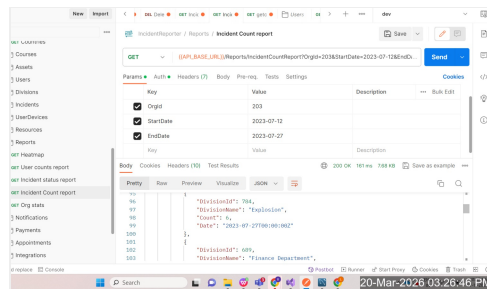 New Import
DEL Dele
GET Incic
GET Inci
GET getIc
Users
dev
IncidentReporter / Reports / Incident Count report
Save
GET Countries
Courses
Assets
Users
Divisions
Incidents
UserDevices
Resources
Reports
GET Heatmap
GET User counts report
GET Incident status report
GET Incident Count report
GET Org stats
Notifications
Payments
Appointments
Integrations
GET
{{API_BASE_URL}}/Reports/IncidentCountReport?OrgId=203&StartDate=2023-07-12&EndD...
Send
Params Auth Headers (7) Body Pre-req. Tests Settings Cookies
Key Value Description Bulk Edit
OrgId 203
StartDate 2023-07-12
EndDate 2023-07-27
Key Value Description
Body Cookies Headers (10) Test Results 200 OK 161 ms 7.68 KB Save as example
Pretty Raw Preview Visualize JSON
95 {
96 "DivisionId": 704,
97 "DivisionName": "Explosion",
98 "Count": 6,
99 "Date": "2023-07-27T00:00:00Z"
100 },
101 {
102 "DivisionId": 689,
103 "DivisionName": "Finance Department",
d replace Console Postbot Runner Start Proxy Cookies Trash
Search
20-Mar-2026 03:26:46 P